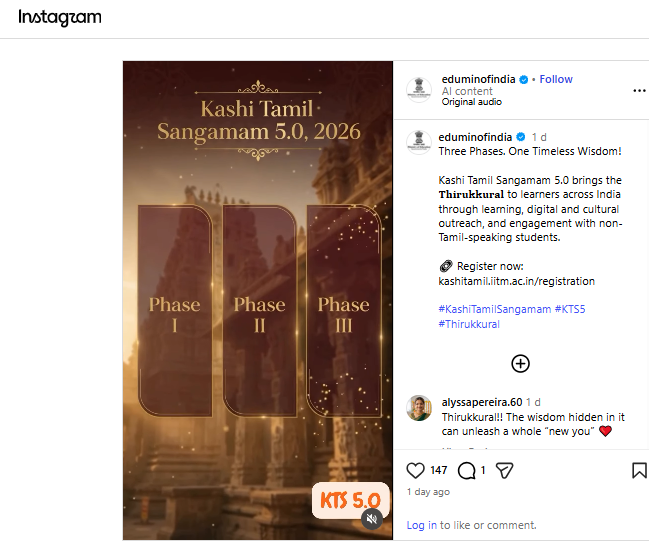 Instagram
Kashi Tamil
Sangamam 5.0, 2026
Phase
I
Phase
II
Phase
III
KTS 5.0
eduminofindia • Follow
AI content
Original audio
eduminofindia 1 d
Three Phases. One Timeless Wisdom!
Kashi Tamil Sangamam 5.0 brings the
Thirukkural to learners across India
through learning, digital and cultural
outreach, and engagement with non-
Tamil-speaking students.
🔗 Register now:
kashitamil.iitm.ac.in/registration
#KashiTamilSangamam #KTS5
#Thirukkural
alyssapereira.60 1 d
Thirukkural!! The wisdom hidden in it
can unleash a whole "new you" ❤️
147
1
1 day ago
Log in to like or comment.